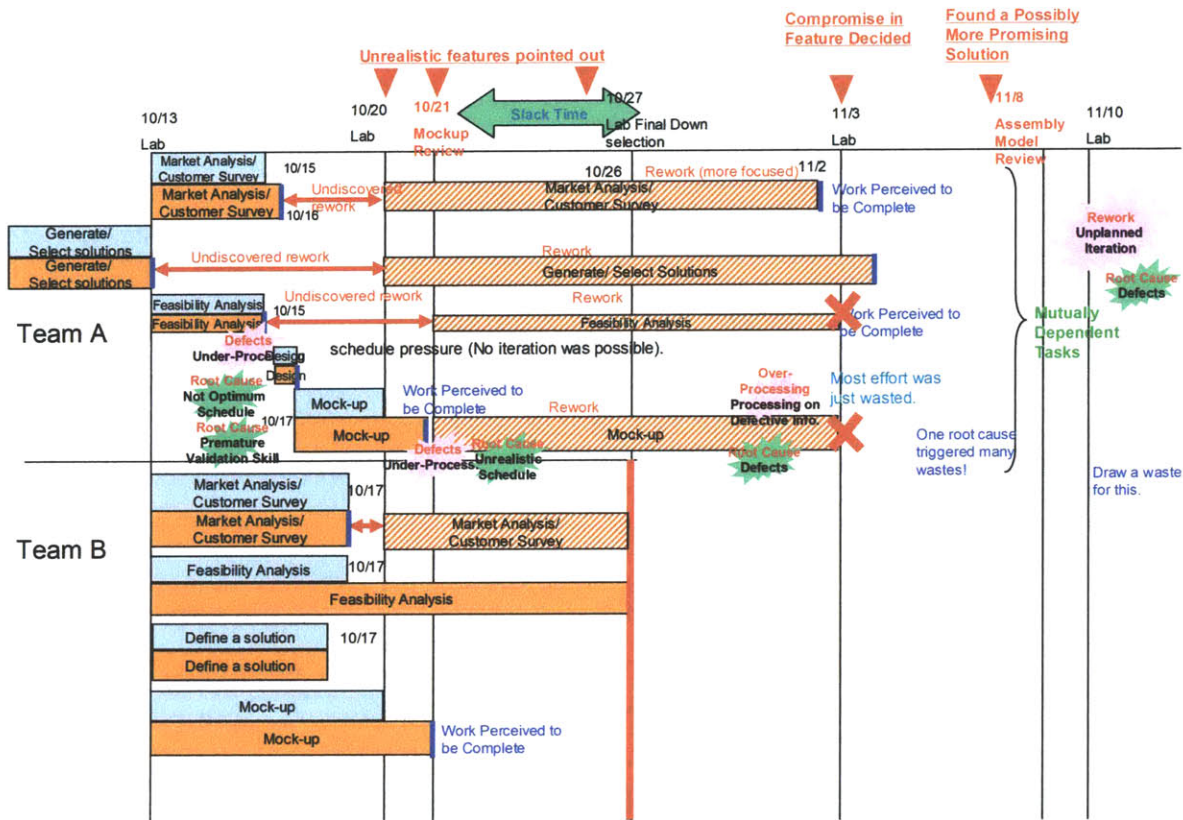 Compromise in
Feature Decided
Found a Possibly
More Promising
Solution
Unrealistic features pointed out
10/13
Lab
10/20
Lab
10/21
Mockup
Review
Slack Time
10/27
Lab Final Down
selection
11/3
Lab
11/8
Assembly
Model
Review
11/10
Lab
Team A
Market Analysis/
Customer Survey
10/15
Market Analysis/
Customer Survey
10/16
Undiscovered
rework
10/26
Rework (more focused)
11/2
Market Analysis/
Customer Survey
Work Perceived to
be Complete
Generate/
Select solutions
Generate/
Select solutions
Undiscovered rework
Rework
Generate/ Select Solutions
Feasibility Analysis
10/15
Feasibility Analysis
Undiscovered rework
Rework
Feasibility Analysis
Work Perceived to
be Complete
Defects
Under-Process
Design
Design
schedule pressure (No iteration was possible).
Root Cause
Not Optimum
Schedule
10/17
Root Cause
Premature
Validation Skill
Mock-up
Mock-up
Work Perceived to
be Complete
Rework
Mock-up
Defects
Under-Process.
Root Cause
Unrealistic
Schedule
Over-
Processing
Processing on
Defective Info.
Root Cause
Defects
Most effort was
just wasted.
One root cause
triggered many
wastes!
Mutually
Dependent
Tasks
Rework
Unplanned
Iteration
Root Cause
Defects
Draw a waste
for this.
Team B
Market Analysis/
Customer Survey
10/17
Market Analysis/
Customer Survey
Market Analysis/
Customer Survey
Feasibility Analysis
10/17
Feasibility Analysis
Define a solution
10/17
Define a solution
Mock-up
Mock-up
Work Perceived to
be Complete